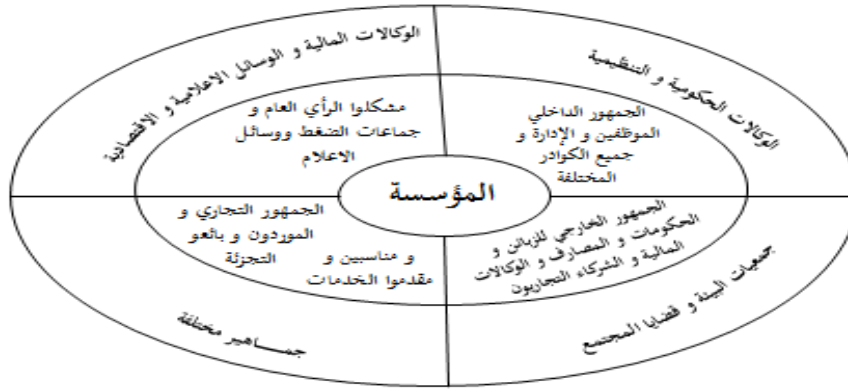 الوكالات الحكومية و التنظيمية
الوكالات المالية و الوسائل الاعلامية و الاقتصادية
الجمهور الداخلي
الموظفين و الإدارة و
جميع الكوادر
المختلفة
مشكلوا الرأي العام و
جماعات الضغط ووسائل
الاعلام
المؤسسة
الجمهور الخارجي للزبائن و
الحكومات و المصارف و الوكالات
المالية و الشركاء التجاريون
الجمهور التجاري و
الموردون و بائعو
التجزئة
و مناسبين و
مقدموا الخدمات
جمعيات البيئة و قضايا المجتمع
جمــــاهير مختلفة